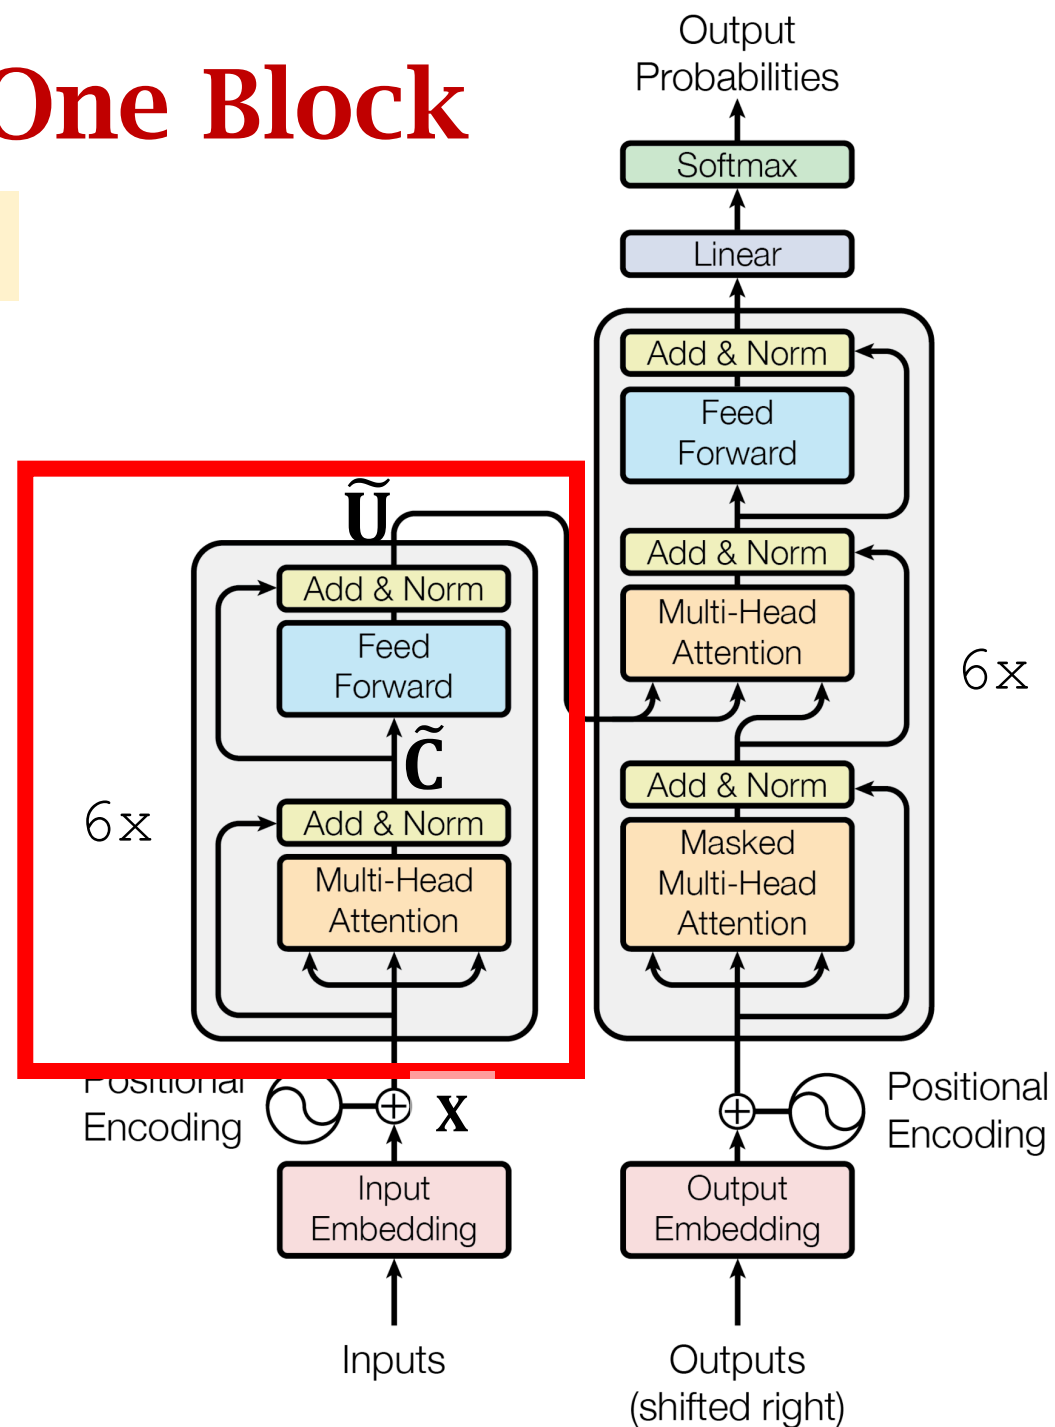 One Block
Output
Probabilities
Softmax
Linear
Add & Norm
Feed
Forward
Add & Norm
Multi-Head
Attention
6x
Add & Norm
Masked
Multi-Head
Attention
Ũ
Add & Norm
Feed
Forward
C̃
6x
Add & Norm
Multi-Head
Attention
Positional
Encoding
X
Positional
Encoding
Input
Embedding
Output
Embedding
Inputs
Outputs
(shifted right)